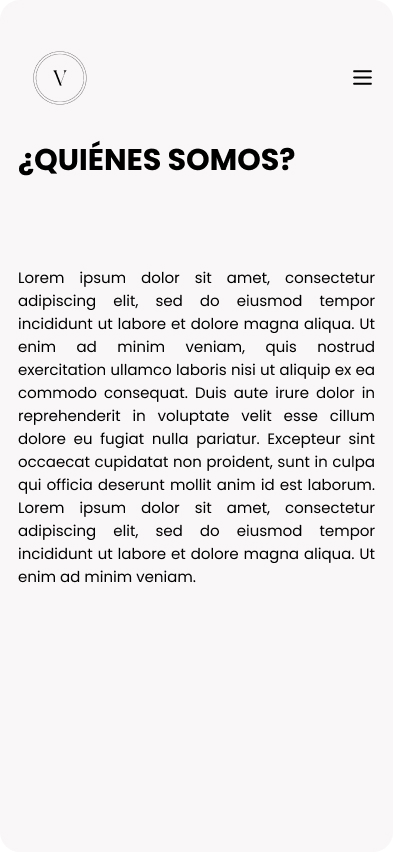 V
¿QUIÉNES SOMOS?
Lorem ipsum dolor sit amet, consectetur
adipiscing elit, sed do eiusmod tempor
incididunt ut labore et dolore magna aliqua. Ut
enim ad minim veniam, quis nostrud
exercitation ullamco laboris nisi ut aliquip ex ea
commodo consequat. Duis aute irure dolor in
reprehenderit in voluptate velit esse cillum
dolore eu fugiat nulla pariatur. Excepteur sint
occaecat cupidatat non proident, sunt in culpa
qui officia deserunt mollit anim id est laborum.
Lorem ipsum dolor sit amet, consectetur
adipiscing elit, sed do eiusmod tempor
incididunt ut labore et dolore magna aliqua. Ut
enim ad minim veniam.